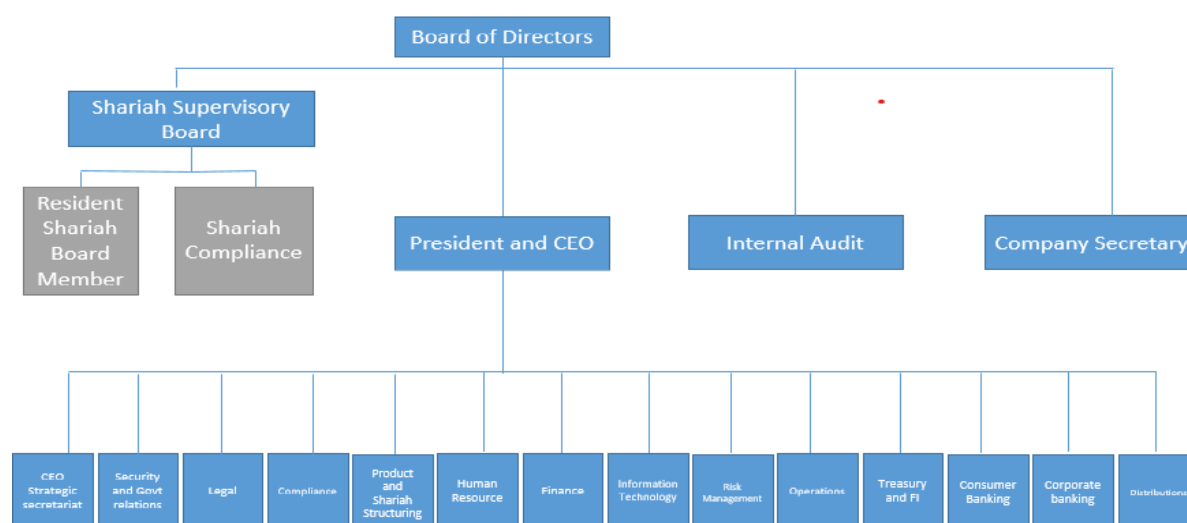 Board of Directors
Shariah Supervisory
Board
Resident
Shariah
Board
Member
Shariah
Compliance
President and CEO
Internal Audit
Company Secretary
CEO
Strategic
secretariat
Security
and Govt
relations
Legal
Compliance
Product
and
Shariah
Structuring
Human
Resource
Finance
Information
Technology
Risk
Management
Operations
Treasury
and FI
Consumer
Banking
Corporate
banking
Distributions